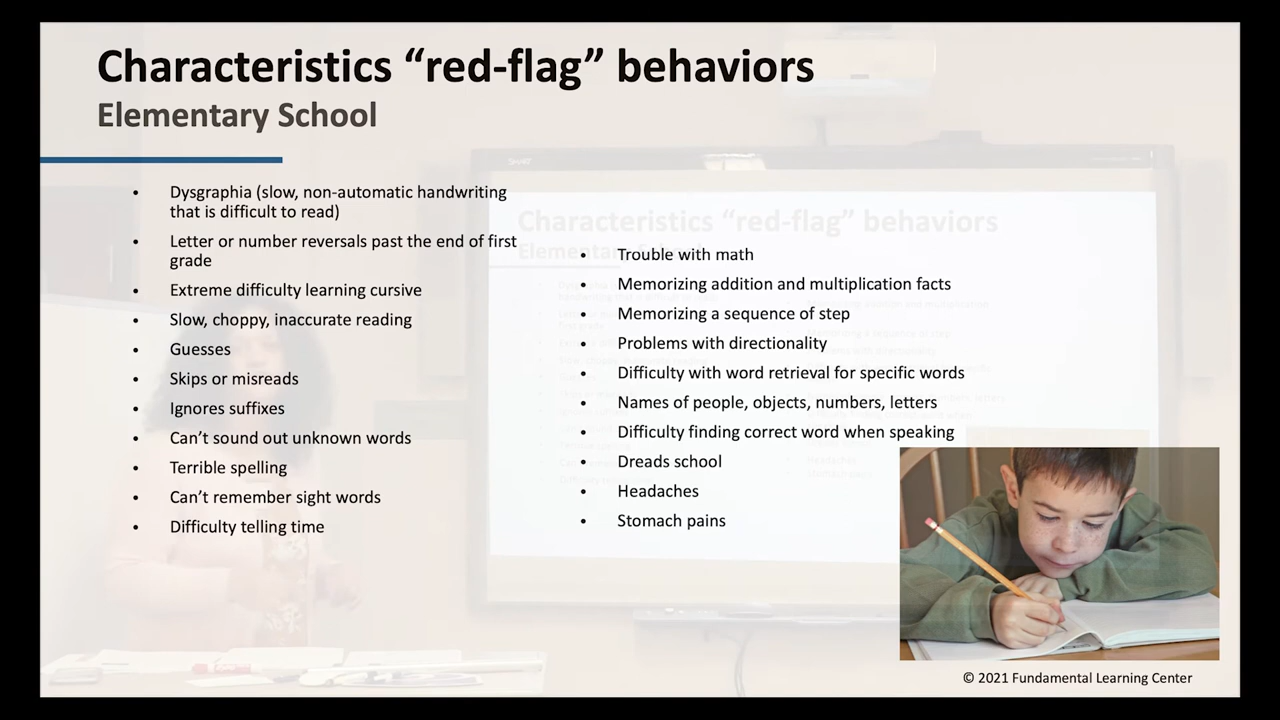 Characteristics “red-flag” behaviors
Elementary School
• Dysgraphia (slow, non-automatic handwriting
that is difficult to read)
• Letter or number reversals past the end of first
grade
• Extreme difficulty learning cursive
• Slow, choppy, inaccurate reading
• Guesses
• Skips or misreads
• Ignores suffixes
• Can’t sound out unknown words
• Terrible spelling
• Can’t remember sight words
• Difficulty telling time
• Trouble with math
• Memorizing addition and multiplication facts
• Memorizing a sequence of step
• Problems with directionality
• Difficulty with word retrieval for specific words
• Names of people, objects, numbers, letters
• Difficulty finding correct word when speaking
• Dreads school
• Headaches
• Stomach pains
© 2021 Fundamental Learning Center
SMART
Characteristics “red-flag” behaviors